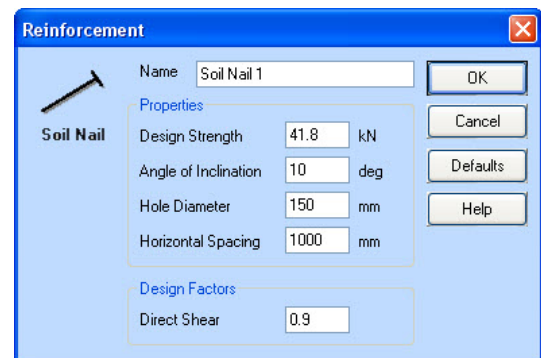 Reinforcement
Name Soil Nail 1
OK
Soil Nail
Properties
Cancel
Design Strength 41.8 kN
Angle of Inclination 10 deg
Defaults
Hole Diameter 150 mm
Help
Horizontal Spacing 1000 mm
Design Factors
Direct Shear 0.9